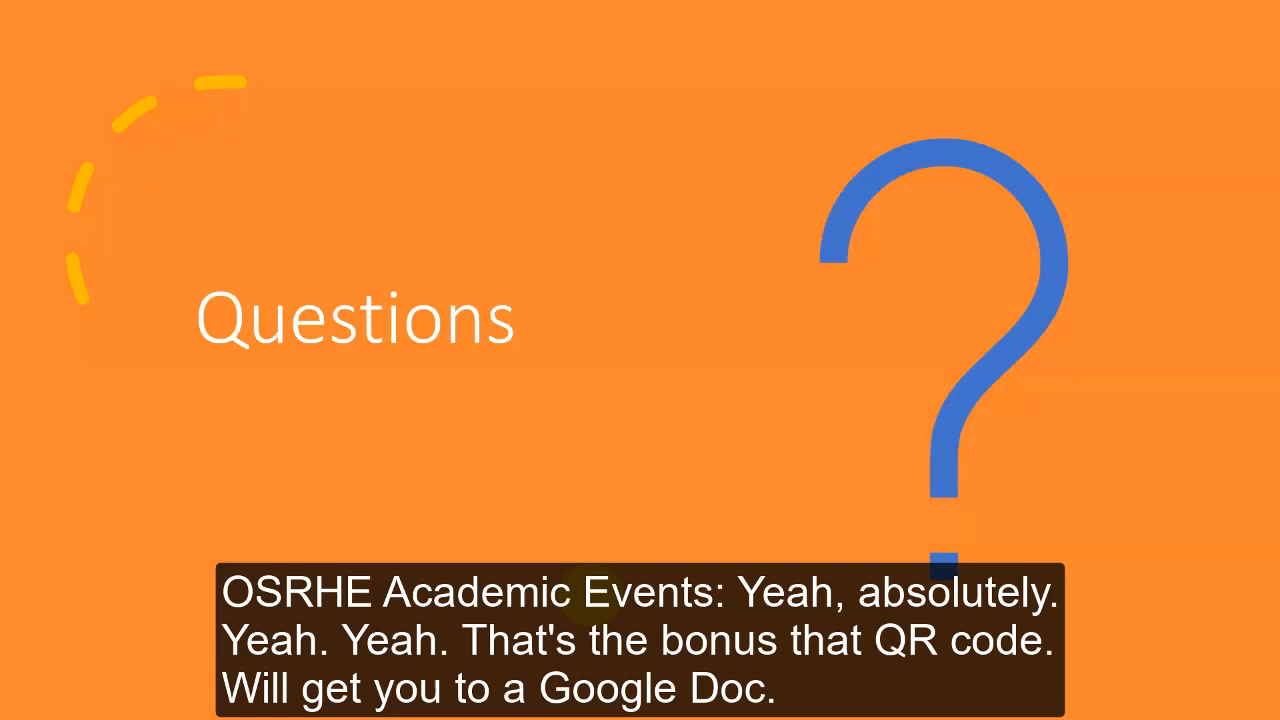 Questions
OSRHE Academic Events: Yeah, absolutely.
Yeah. Yeah. That's the bonus that QR code.
Will get you to a Google Doc.